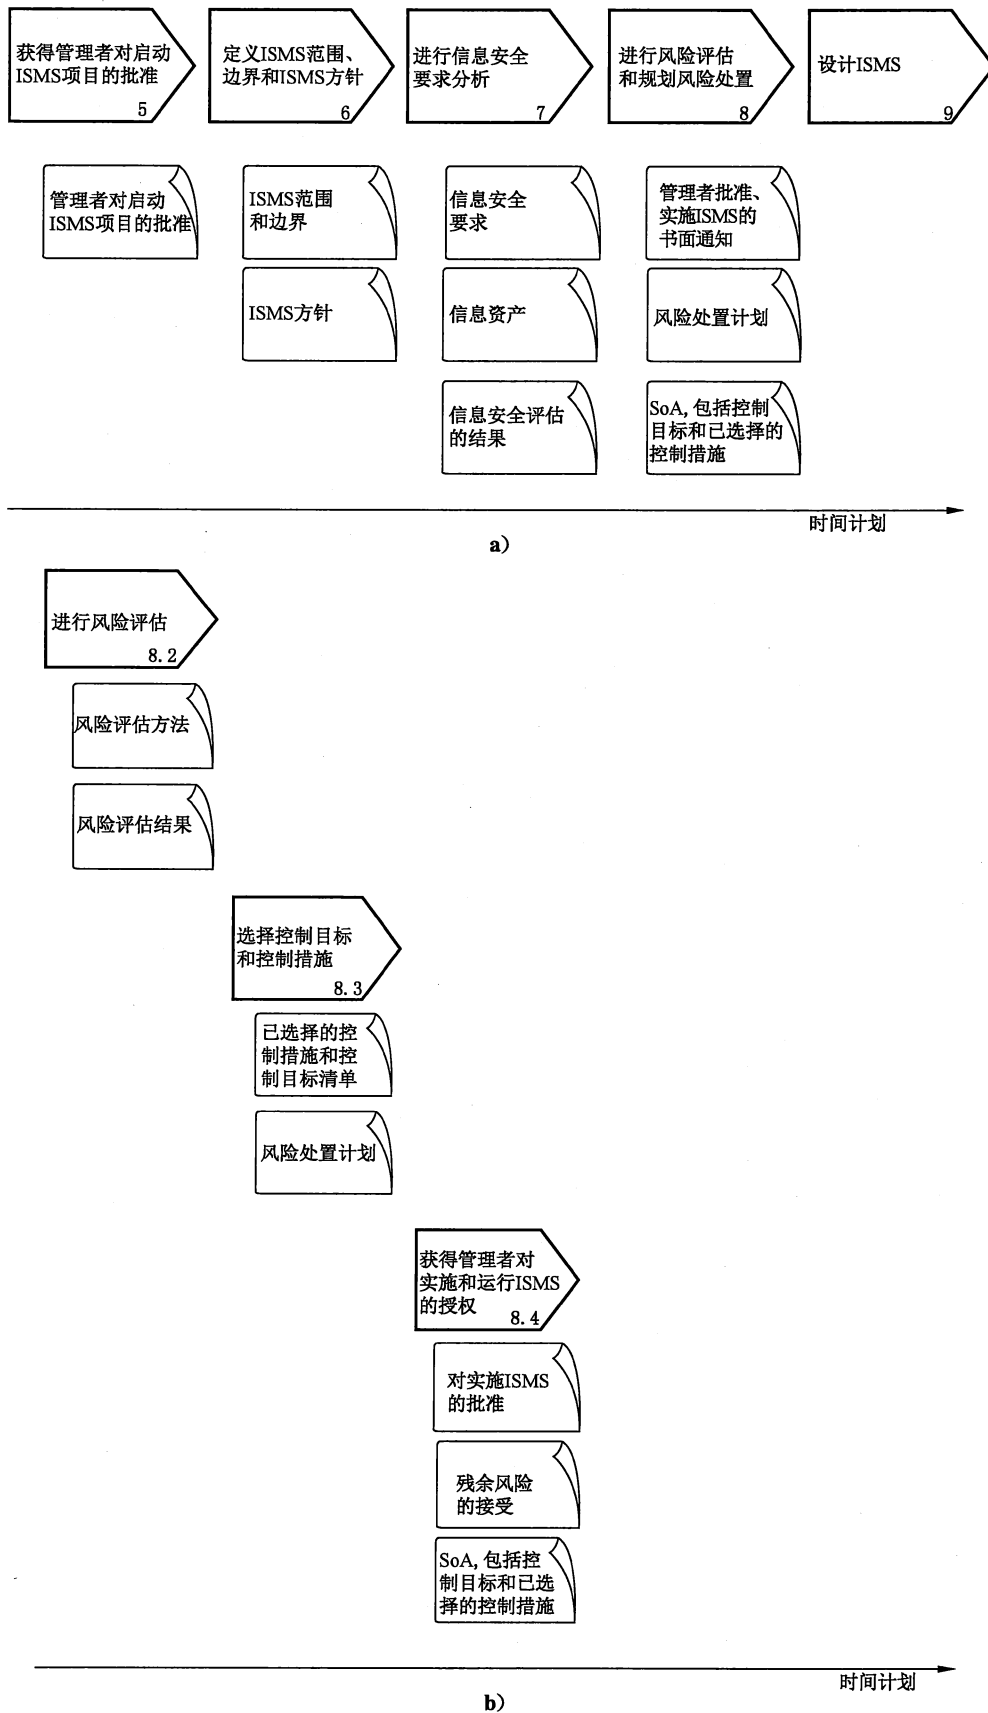 获得管理者对启动
ISMS项目的批准
5
定义ISMS范围、
边界和ISMS方针
6
进行信息安全
要求分析
7
进行风险评估
和规划风险处置
8
设计ISMS
9
管理者对启动
ISMS项目的批准
ISMS范围
和边界
信息安全
要求
管理者批准、
实施ISMS的
书面通知
ISMS方针
信息资产
风险处置计划
信息安全评估
的结果
SoA,包括控制
目标和已选择的
控制措施
时间计划
a）
进行风险评估
8.2
风险评估方法
风险评估结果
选择控制目标
和控制措施
8.3
已选择的控
制措施和控
制目标清单
风险处置计划
获得管理者对
实施和运行ISMS
的授权
8.4
对实施ISMS
的批准
残余风险
的接受
SoA,包括控
制目标和已选
择的控制措施
时间计划
b）